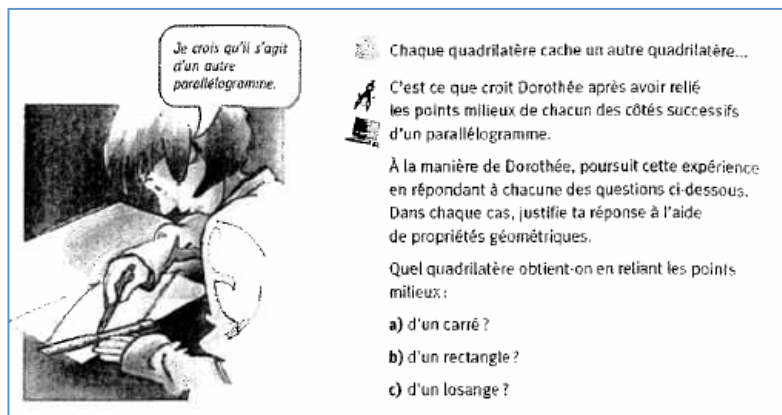 Je crois qu'il s'agit
d'un autre
parallélogramme.
Chaque quadrilatère cache un autre quadrilatère...
C'est ce que croit Dorothée après avoir relié
les points milieux de chacun des côtés successifs
d'un parallélogramme.
À la manière de Dorothée, poursuit cette expérience
en répondant à chacune des questions ci-dessous.
Dans chaque cas, justifie ta réponse à l'aide
de propriétés géométriques.
Quel quadrilatère obtient-on en reliant les points
milieux :
a) d'un carré ?
b) d'un rectangle ?
c) d'un losange ?